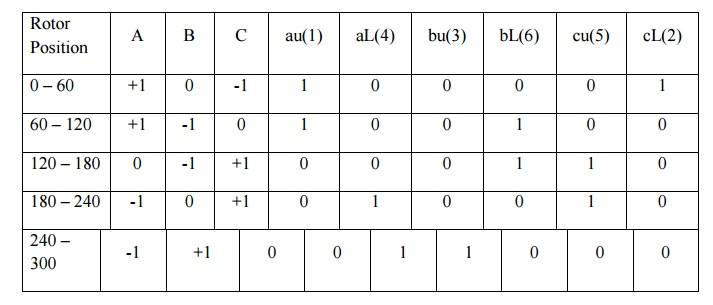 Rotor Position A B C au(1) aL(4) bu(3) bL(6) cu(5) cL(2)
0 – 60 +1 0 -1 1 0 0 0 0 1
60 – 120 +1 -1 0 1 0 0 1 0 0
120 – 180 0 -1 +1 0 0 0 1 1 0
180 – 240 -1 0 +1 0 1 0 0 1 0
240 – 300 -1 +1 0 0 1 1 0 0 0